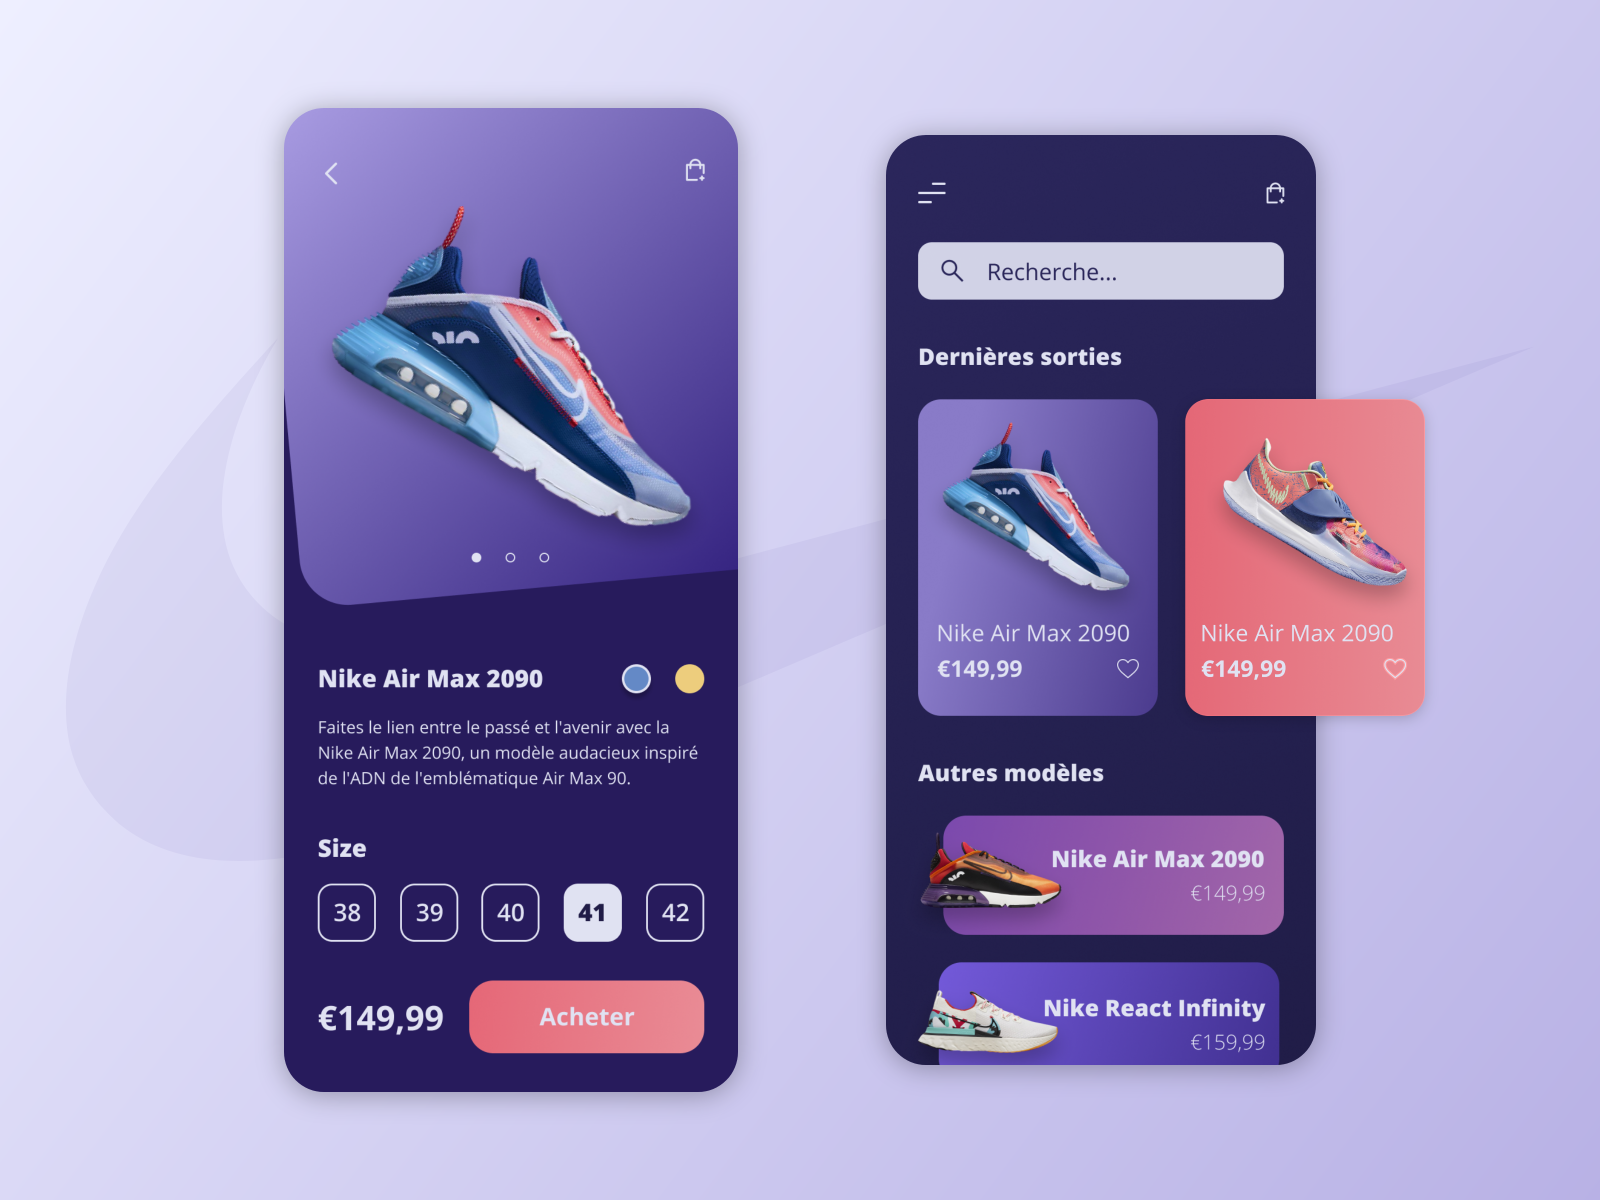 Nike Air Max 2090
Faites le lien entre le passé et l'avenir avec la
Nike Air Max 2090, un modèle audacieux inspiré
de l'ADN de l'emblématique Air Max 90.
Size
38 39 40 41 42
€149,99 Acheter
Recherche...
Dernières sorties
Nike Air Max 2090
€149,99
Nike Air Max 2090
€149,99
Autres modèles
Nike Air Max 2090
€149,99
Nike React Infinity
€159,99